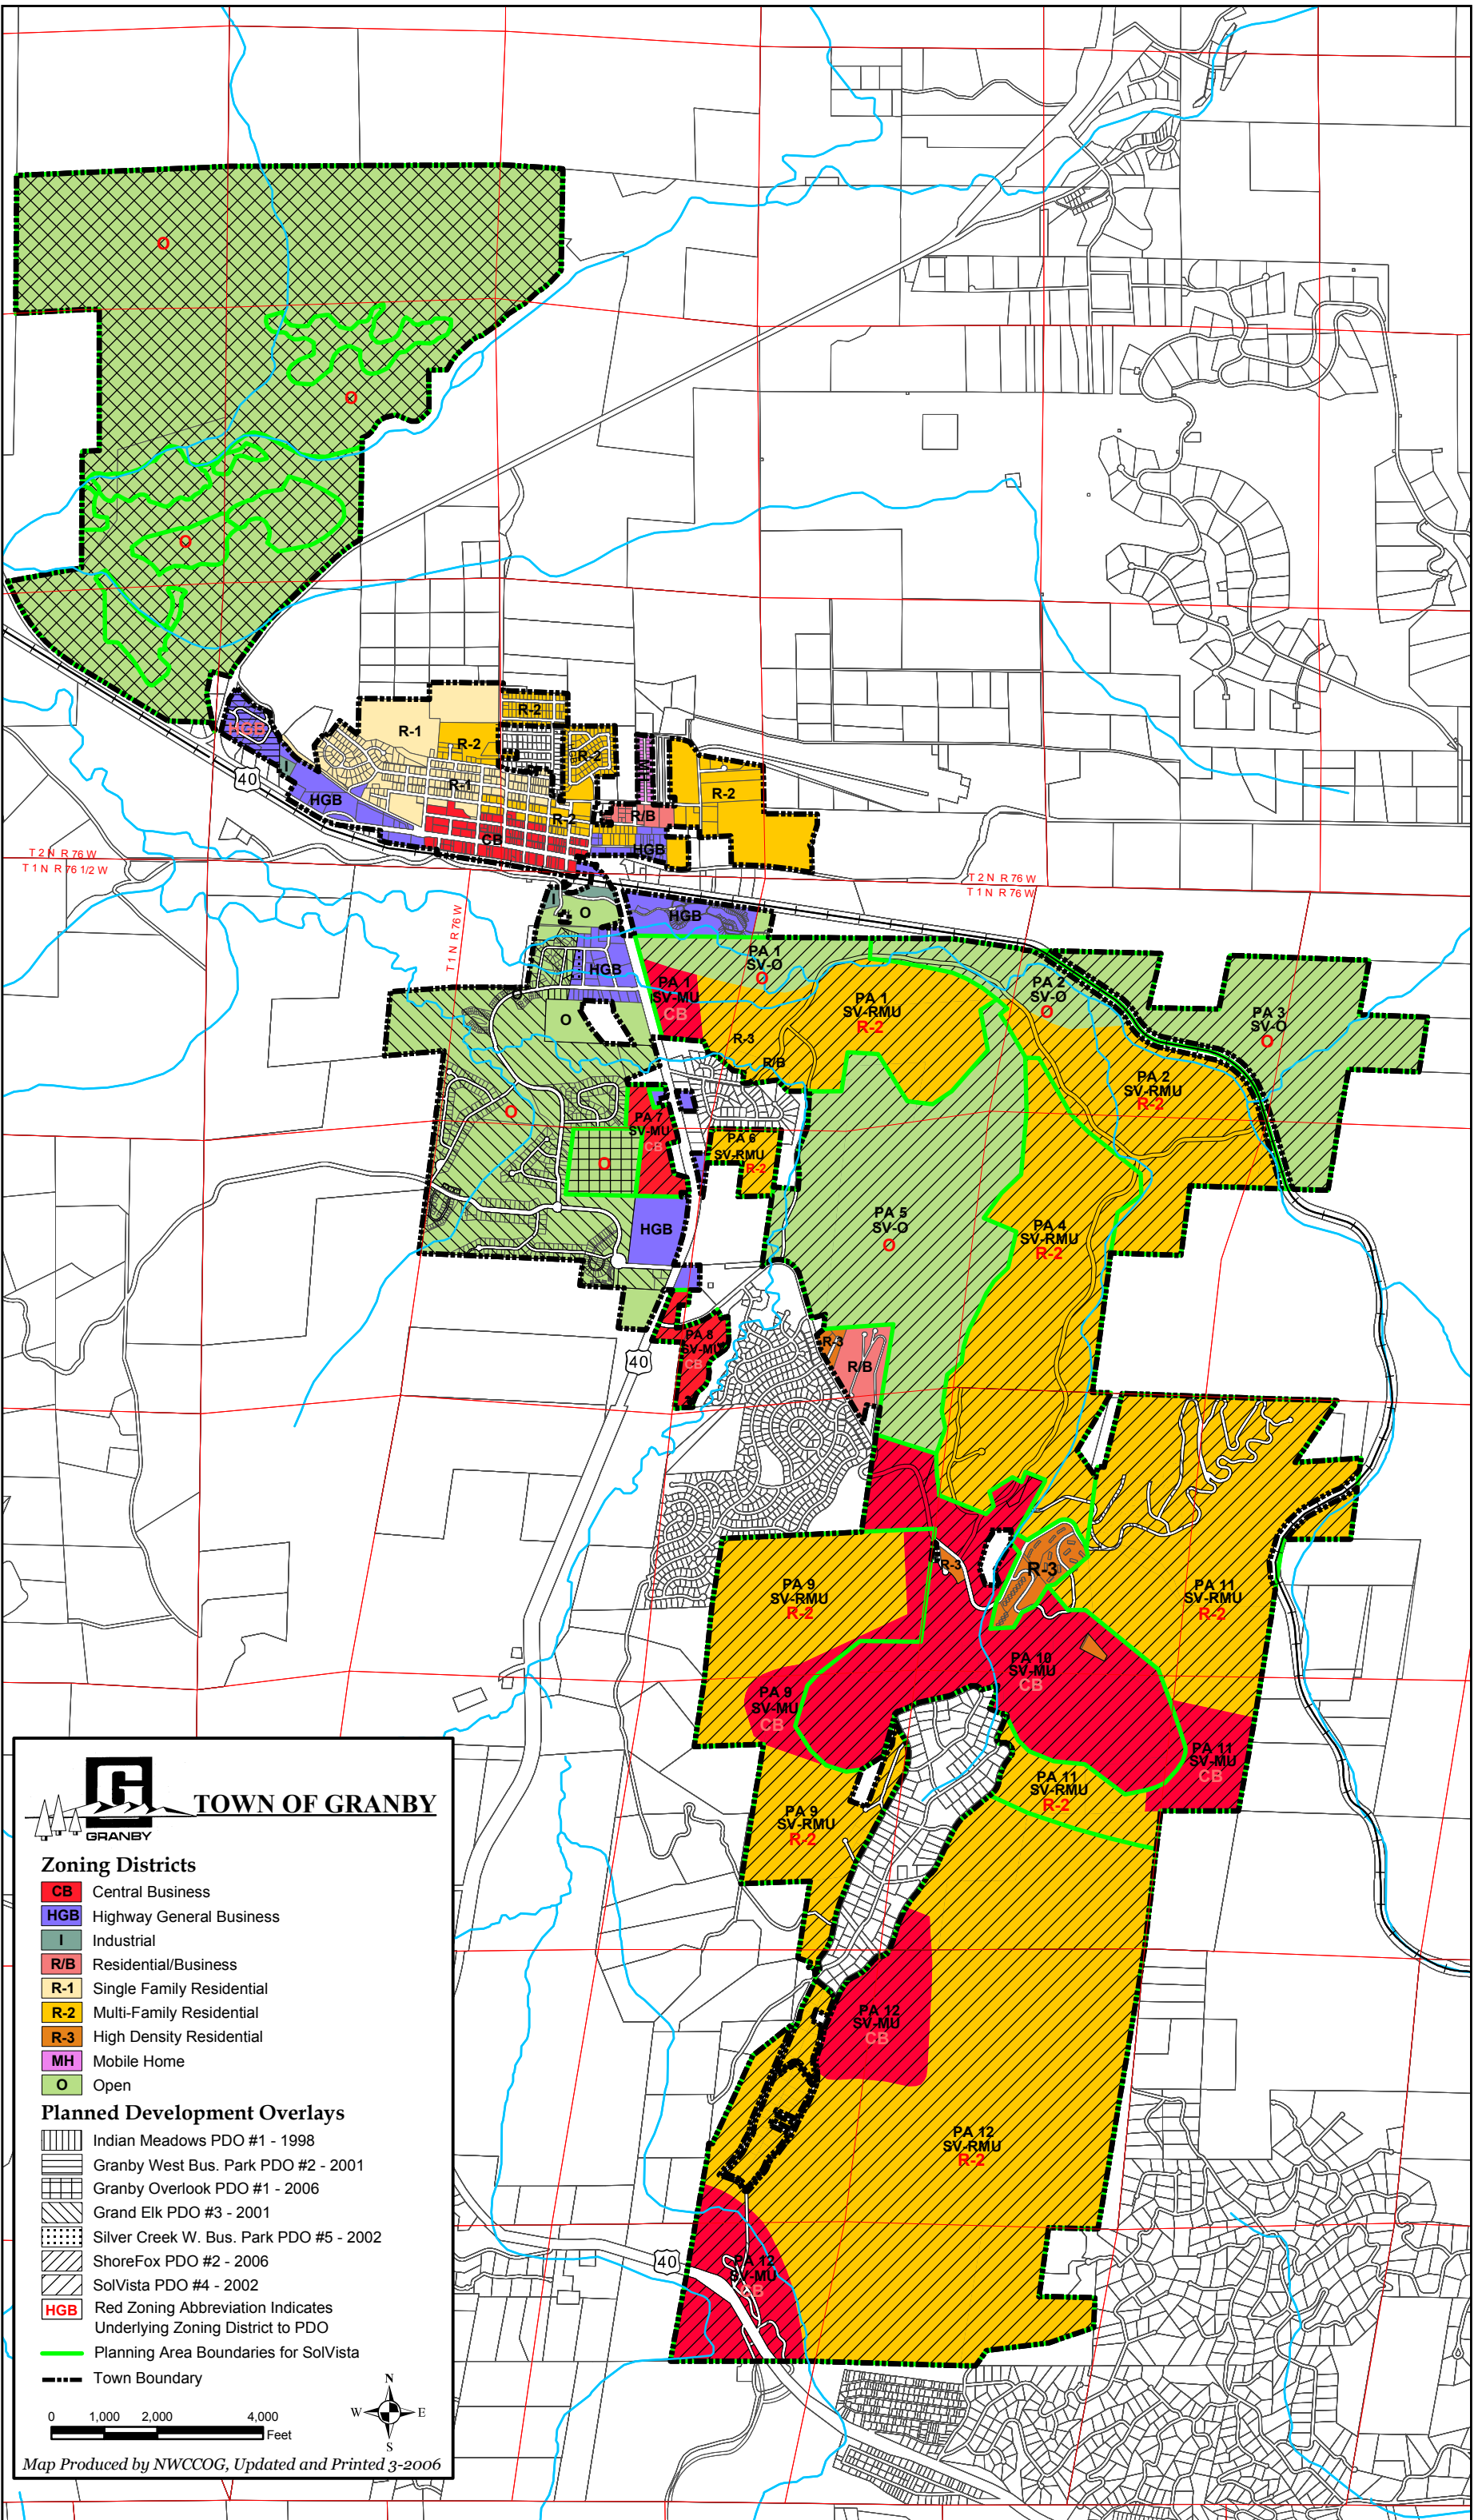 O
O
O
HGB
I
HGB
40
R-1
R-2
R-2
R-2
R-1
R-2
R-2
CB
R/B
HGB
T 2 N R 76 W
T 1 N R 76 1/2 W
T 2 N R 76 W
T 1 N R 76 W
T 1 N R 76 W
I
O
HGB
HGB
O
O
O
O
HGB
PA 1
SV-O
O
PA 1
SV-MU
CB
PA 1
SV-RMU
R-2
R-3
R/B
PA 2
SV-O
O
PA 3
SV-O
O
PA 2
SV-RMU
R-2
PA 7
SV-MU
CB
PA 6
SV-RMU
R-2
PA 5
SV-O
O
PA 4
SV-RMU
R-2
PA 8
SV-MU
CB
40
R-3
R/B
R-3
R-3
PA 9
SV-RMU
R-2
PA 11
SV-RMU
R-2
PA 10
SV-MU
CB
PA 9
SV-MU
CB
PA 11
SV-MU
CB
PA 11
SV-RMU
R-2
PA 9
SV-RMU
R-2
PA 12
SV-MU
CB
PA 12
SV-RMU
R-2
40
PA 12
SV-MU
CB
GRANBY
TOWN OF GRANBY
Zoning Districts
CB Central Business
HGB Highway General Business
I Industrial
R/B Residential/Business
R-1 Single Family Residential
R-2 Multi-Family Residential
R-3 High Density Residential
MH Mobile Home
O Open
Planned Development Overlays
Indian Meadows PDO #1 - 1998
Granby West Bus. Park PDO #2 - 2001
Granby Overlook PDO #1 - 2006
Grand Elk PDO #3 - 2001
Silver Creek W. Bus. Park PDO #5 - 2002
ShoreFox PDO #2 - 2006
SolVista PDO #4 - 2002
HGB Red Zoning Abbreviation Indicates
Underlying Zoning District to PDO
Planning Area Boundaries for SolVista
Town Boundary
N
W E
S
0 1,000 2,000 4,000
Feet
Map Produced by NWCCOG, Updated and Printed 3-2006